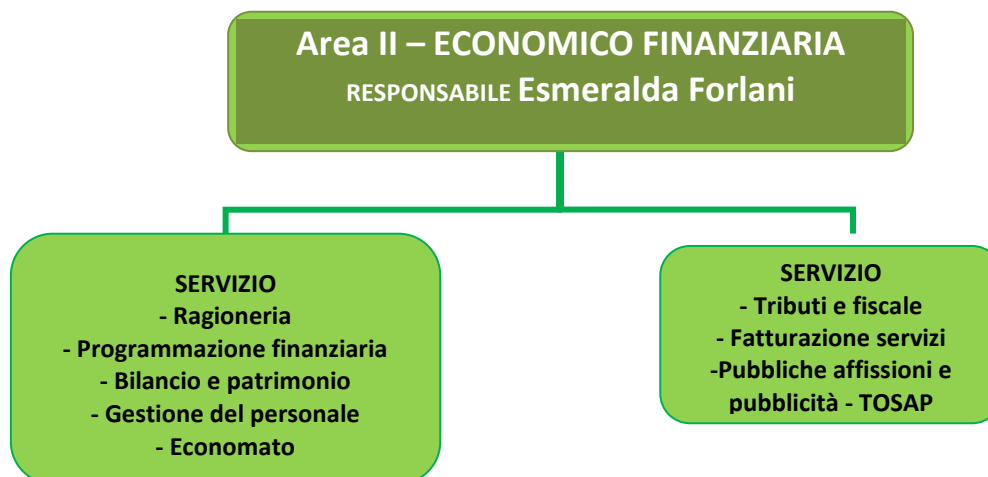 Area II – ECONOMICO FINANZIARIA
RESPONSABILE Esmeralda Forlani
SERVIZIO
- Ragioneria
- Programmazione finanziaria
- Bilancio e patrimonio
- Gestione del personale
- Economato
SERVIZIO
- Tributi e fiscale
- Fatturazione servizi
-Pubbliche affissioni e
pubblicità - TOSAP